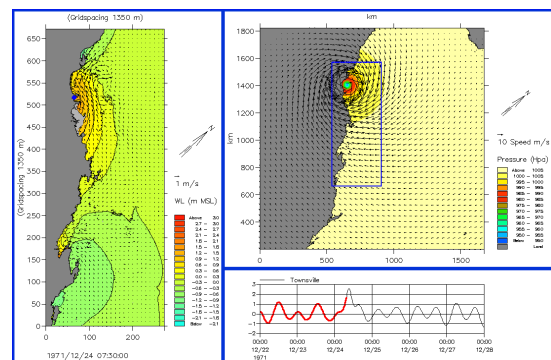 (Gridspacing 1350 m)
650
600
550
500
450
400
350
300
250
200
150
100
50
0
0
100
200
(Gridspacing 1350 m)
1 m/s
WL (m MSL)
Above 3.0
2.7 - 3.0
2.4 - 2.7
2.1 - 2.4
1.8 - 2.1
1.5 - 1.8
1.2 - 1.5
0.9 - 1.2
0.6 - 0.9
0.3 - 0.6
0.0 - 0.3
-0.3 - 0.0
-0.6 - -0.3
-0.9 - -0.6
-1.2 - -0.9
-1.5 - -1.2
-1.8 - -1.5
-2.1 - -1.8
Below -2.1
1971/12/24 07:30:00
km
1800
1600
1400
1200
1000
800
600
400
0
500
1000
1500
km
10 Speed m/s
Pressure (Hpa)
Above 1005
1000 - 1005
995 - 1000
990 - 995
985 - 990
980 - 985
975 - 980
970 - 975
965 - 970
960 - 965
955 - 960
950 - 955
Below 950
Land
Townsville
3
2
1
0
-1
-2
00:00 00:00 00:00 00:00 00:00 00:00 00:00
12/22 12/23 12/24 12/25 12/26 12/27 12/28
1971